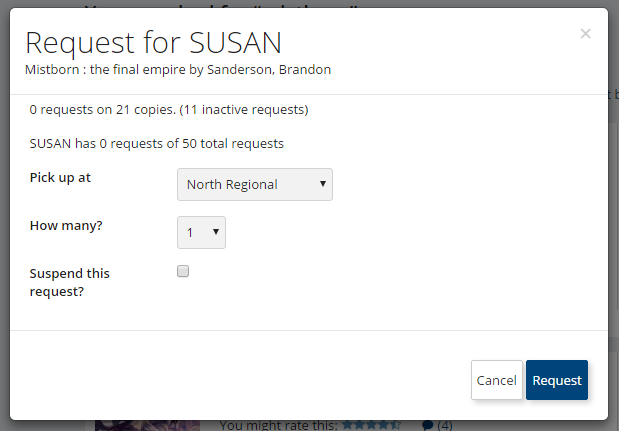 Request for SUSAN
×
Mistborn : the final empire by Sanderson, Brandon
0 requests on 21 copies. (11 inactive requests)
SUSAN has 0 requests of 50 total requests
Pick up at
North Regional
How many?
1
Suspend this
request?
Cancel
Request
You might rate this:
(4)